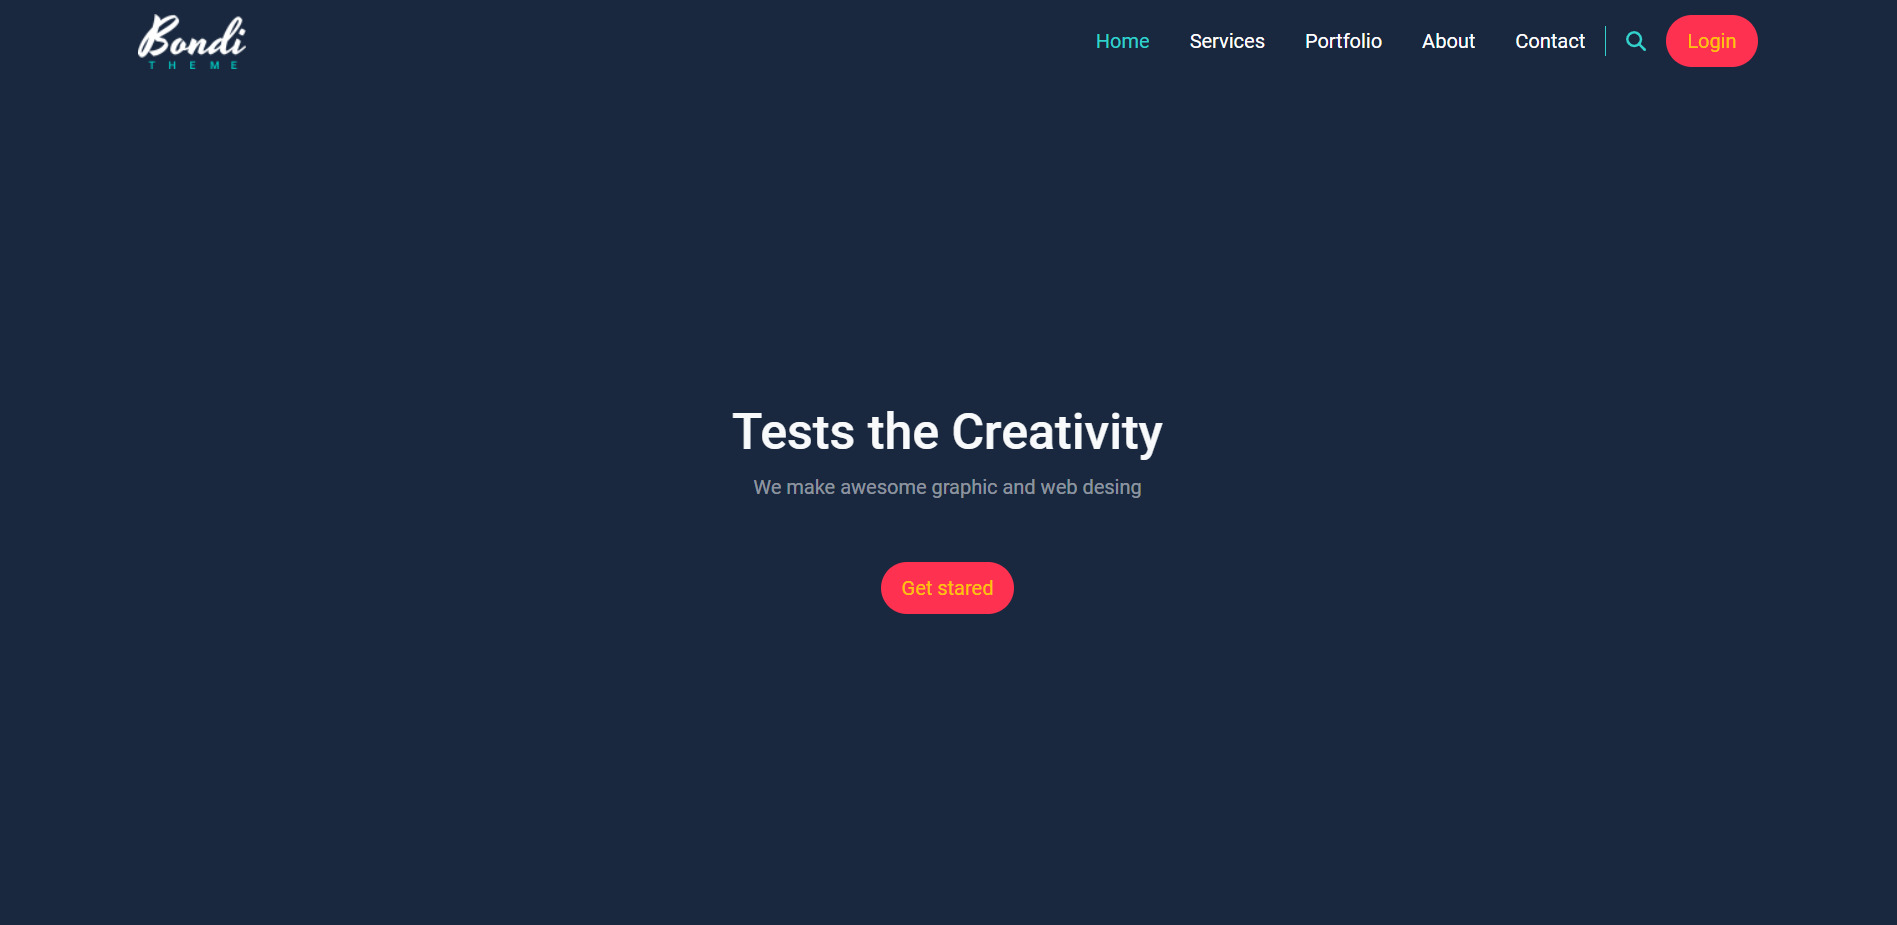 Bondi
THEME
Home Services Portfolio About Contact Login
Tests the Creativity
We make awesome graphic and web desing
Get stared